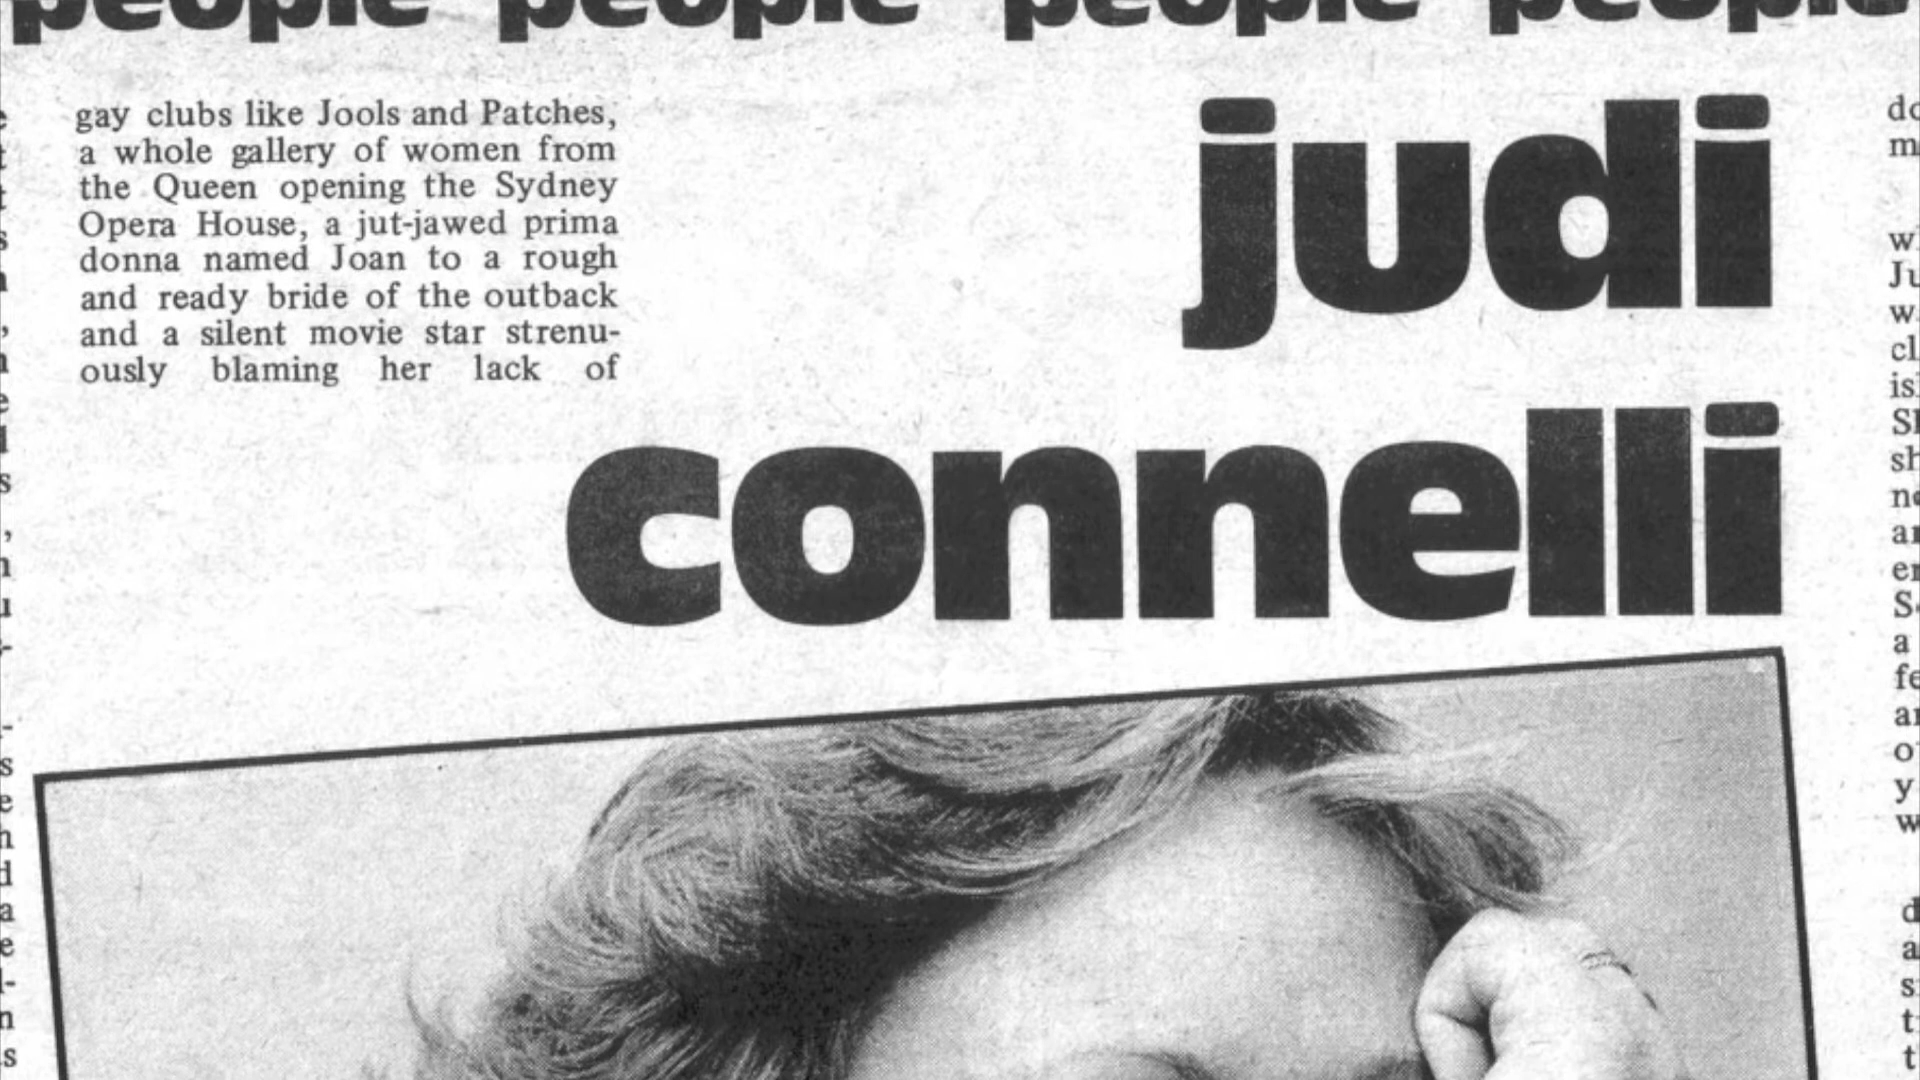 people people people people
gay clubs like Jools and Patches,
a whole gallery of women from
the Queen opening the Sydney
Opera House, a jut-jawed prima
donna named Joan to a rough
and ready bride of the outback
and a silent movie star strenu-
ously blaming her lack of
judi
connelli